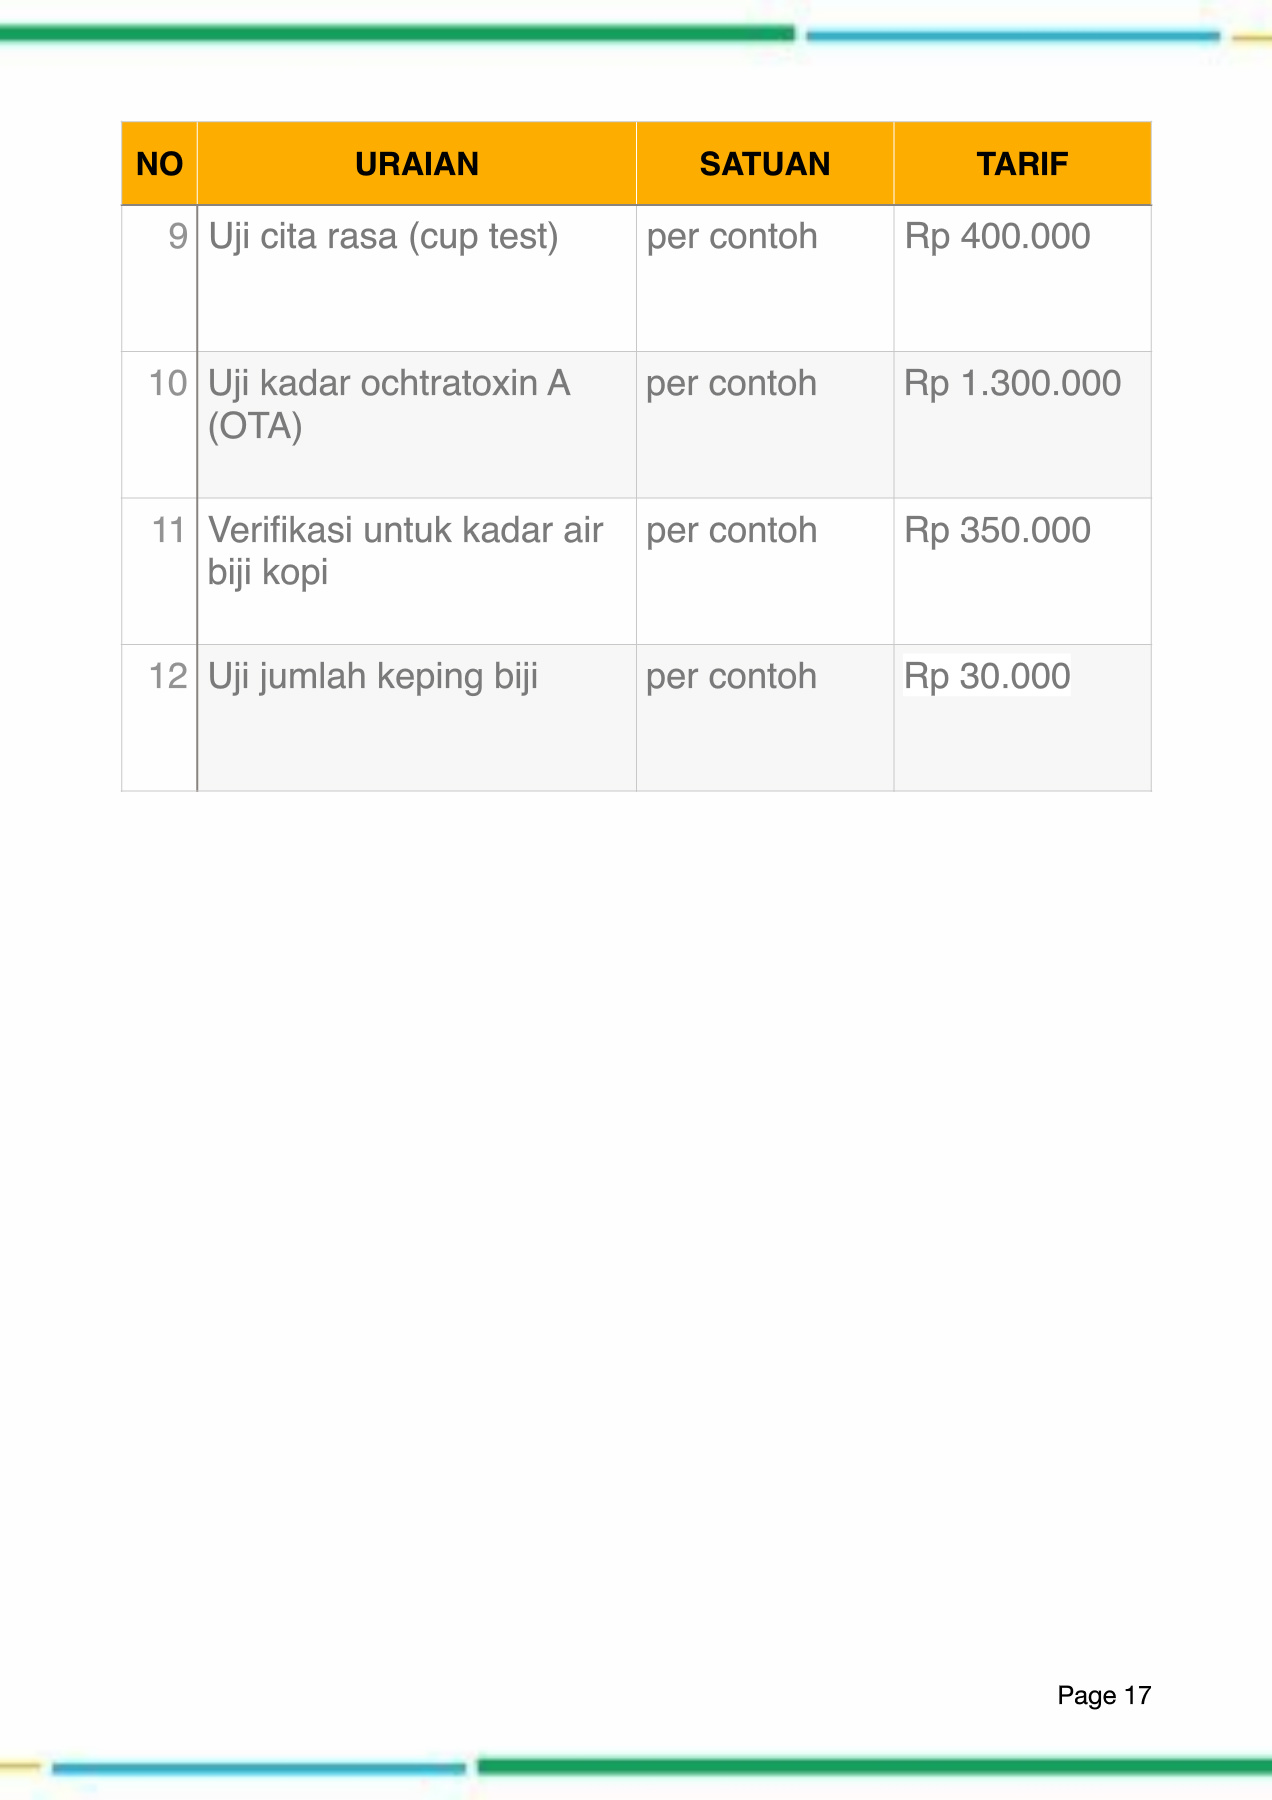 NO URAIAN SATUAN TARIF
9 Uji cita rasa (cup test) per contoh Rp 400.000
10 Uji kadar ochtratoxin A per contoh Rp 1.300.000
(OTA)
11 Verifikasi untuk kadar air per contoh Rp 350.000
biji kopi
12 Uji jumlah keping biji per contoh Rp 30.000
Page 17